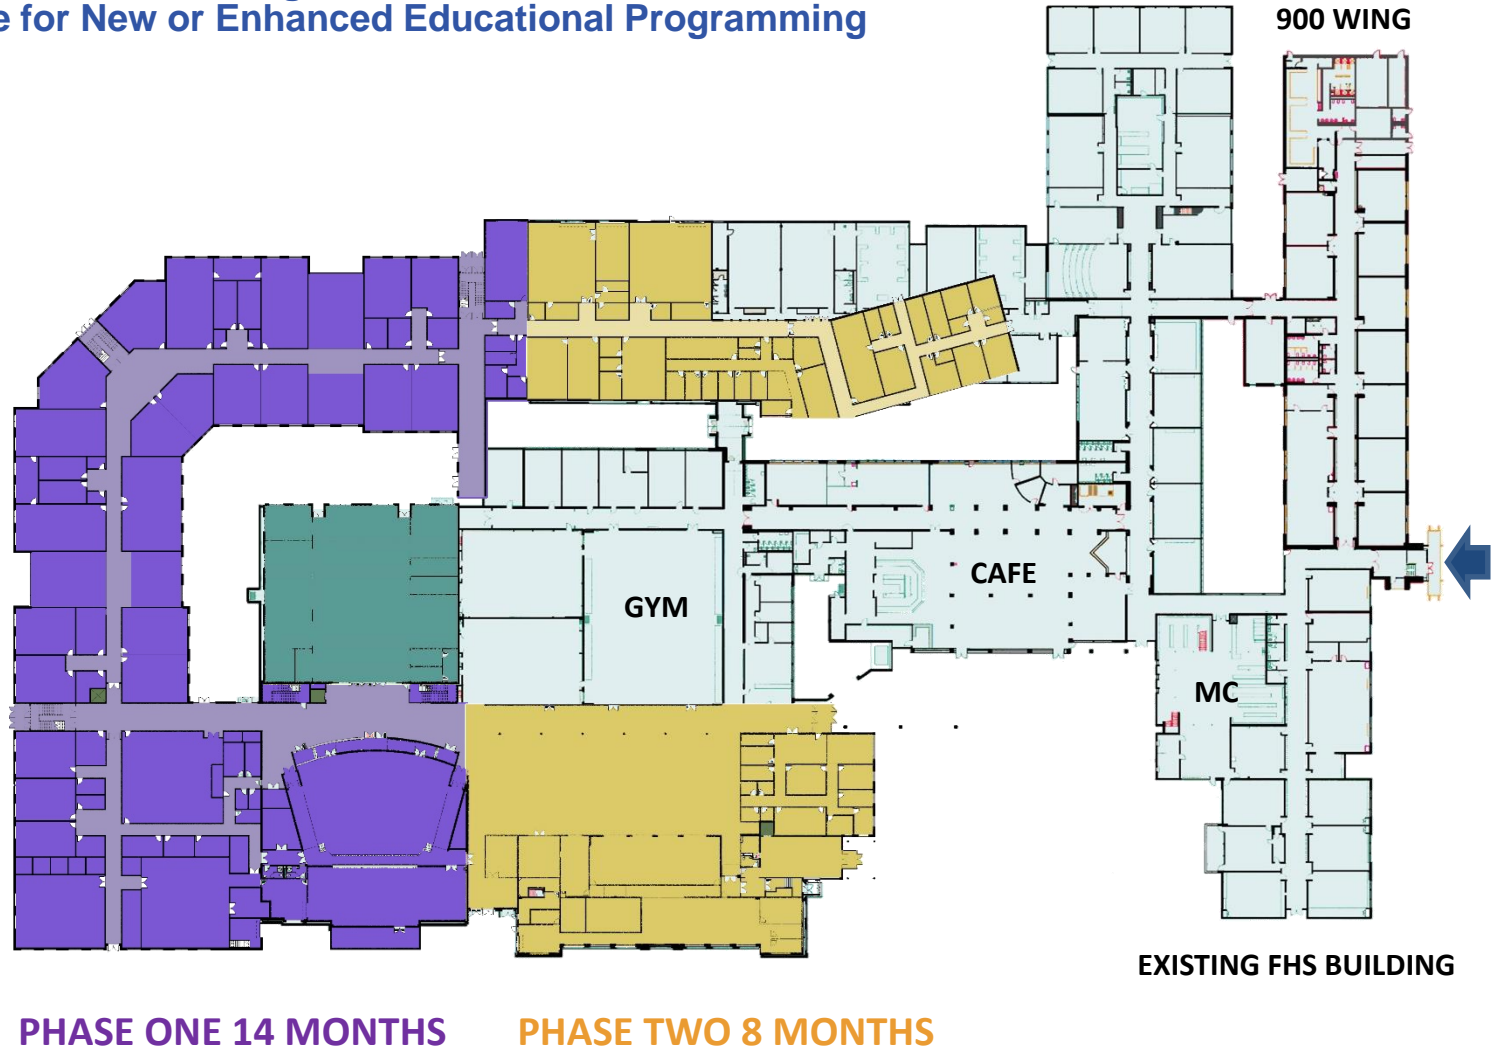 e for New or Enhanced Educational Programming
900 WING
GYM
CAFE
MC
EXISTING FHS BUILDING
PHASE ONE 14 MONTHS
PHASE TWO 8 MONTHS